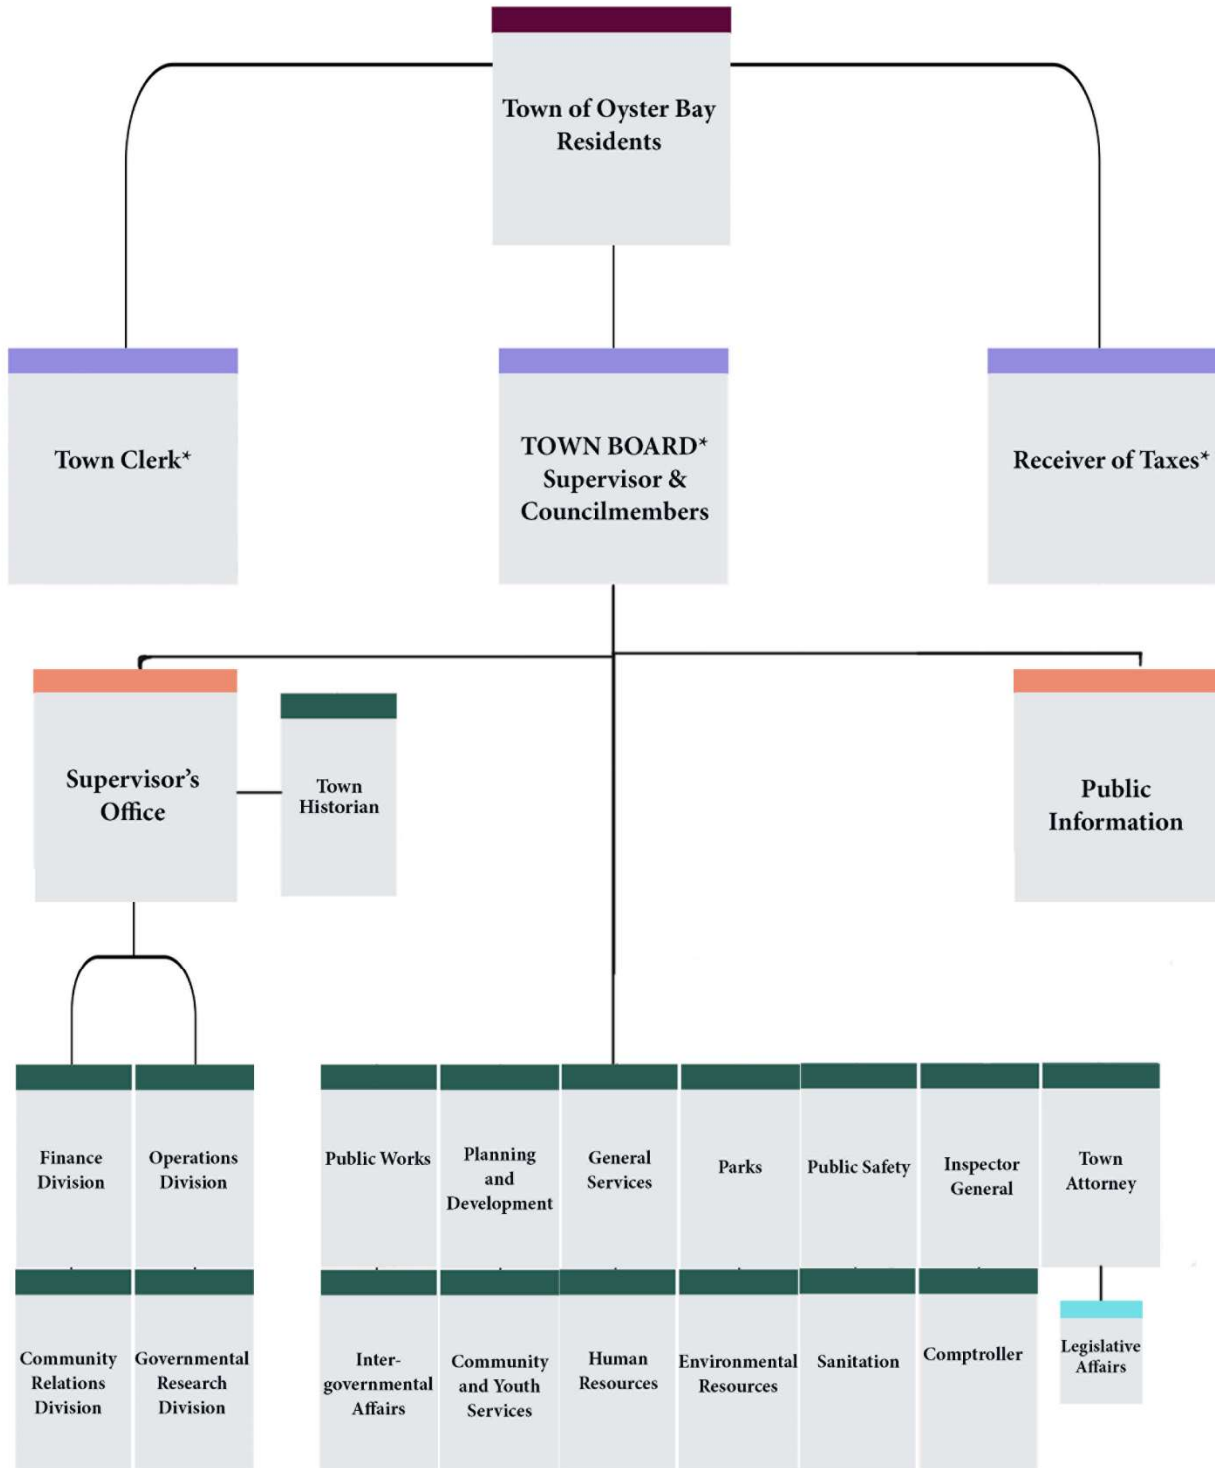 Town of Oyster Bay
Residents
Town Clerk*
TOWN BOARD*
Supervisor &
Councilmembers
Receiver of Taxes*
Supervisor’s
Office
Town
Historian
Public
Information
Finance
Division
Operations
Division
Public Works
Planning
and
Development
General
Services
Parks
Public Safety
Inspector
General
Town
Attorney
Community
Relations
Division
Governmental
Research
Division
Inter-
governmental
Affairs
Community
and Youth
Services
Human
Resources
Environmental
Resources
Sanitation
Comptroller
Legislative
Affairs